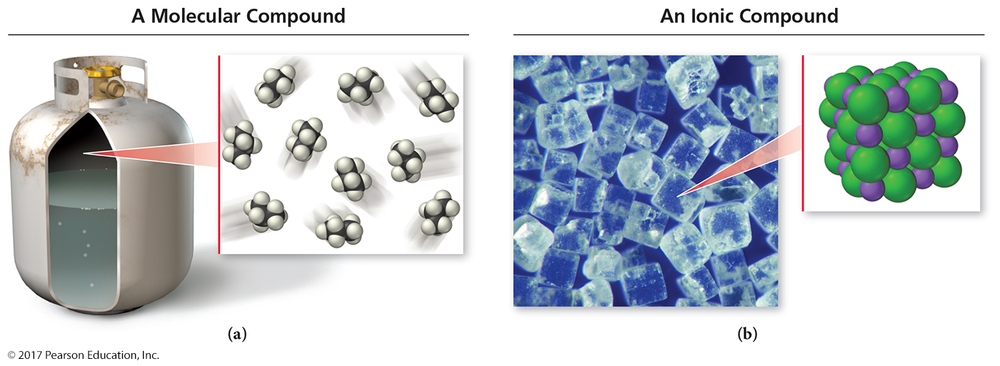 A Molecular Compound
An Ionic Compound
(a)
(b)
© 2017 Pearson Education, Inc.